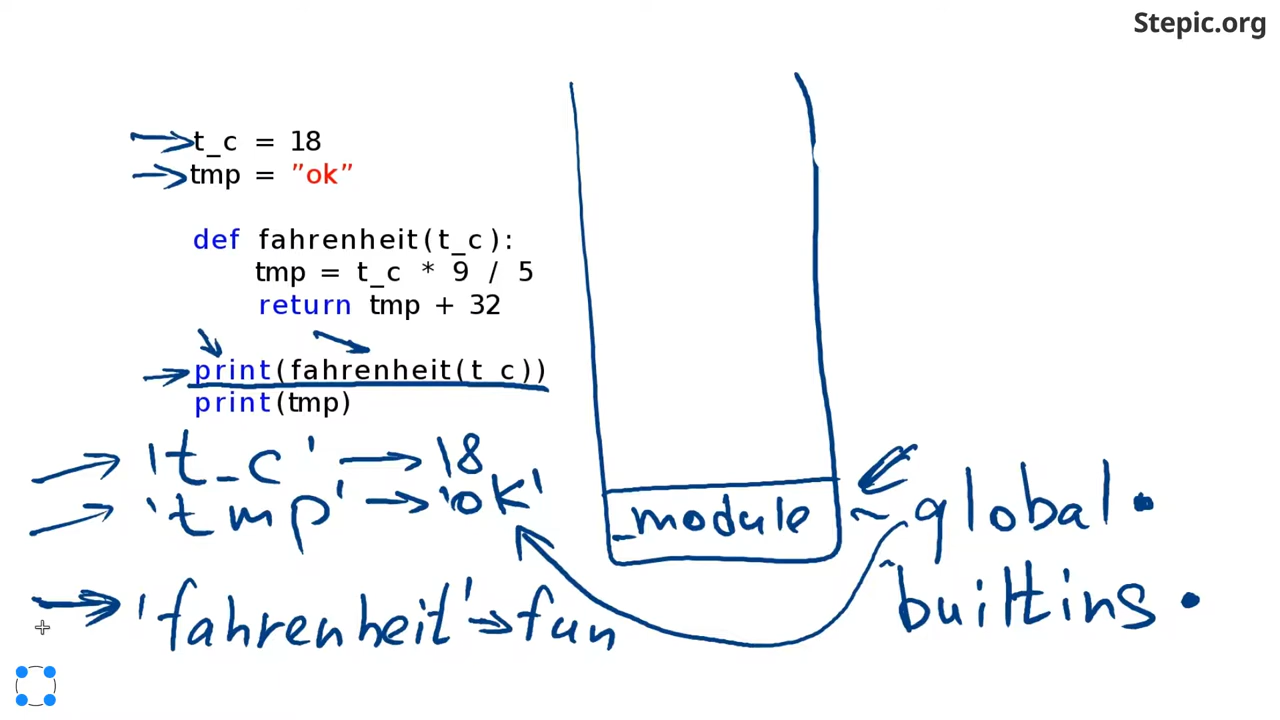 Stepic.org
t_c = 18
tmp = ”ok”
def fahrenheit(t_c):
tmp = t_c * 9 / 5
return tmp + 32
print(fahrenheit(t_c))
print(tmp)
't_c' → 18
'tmp' → 'ok'
_module ~ global
builtins
'fahrenheit' → fun